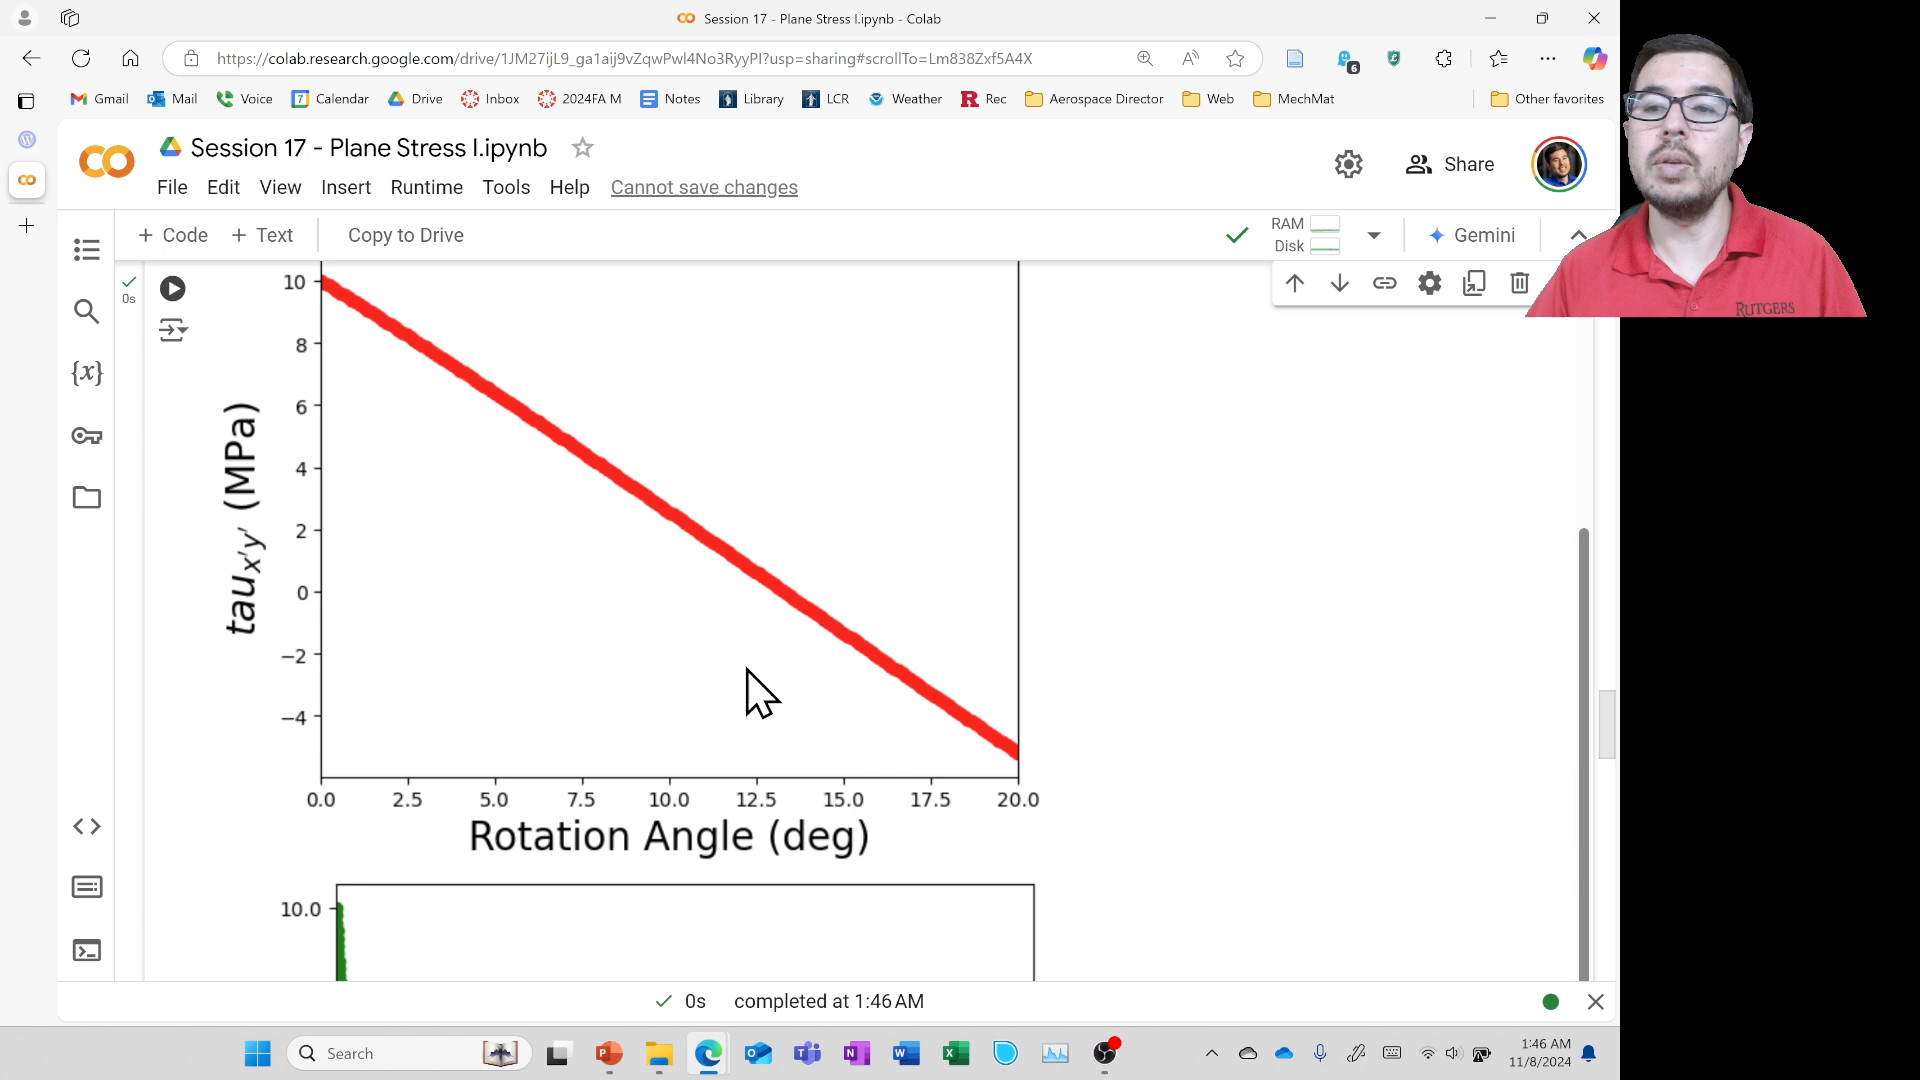 Session 17 - Plane Stress I.ipynb - Colab
https://colab.research.google.com/drive/1JM27ijL9_ga1aij9vZqwPwl4No3RyyPI?usp=sharing#scrollTo=Lm838Zxf5A4X
6
Gmail Mail Voice 7 Calendar Drive Inbox 2024FA M Notes Library LCR Weather R Rec Aerospace Director Web MechMat Other favorites
Session 17 - Plane Stress I.ipynb
File Edit View Insert Runtime Tools Help Cannot save changes
Share
+ Code + Text Copy to Drive
RAM
Disk
Gemini
0s
{x}
10
8
6
4
2
0
−2
−4
tau x'y' (MPa)
0.0 2.5 5.0 7.5 10.0 12.5 15.0 17.5 20.0
Rotation Angle (deg)
10.0
RUTGERS
0s completed at 1:46 AM
Search
1:46 AM
11/8/2024